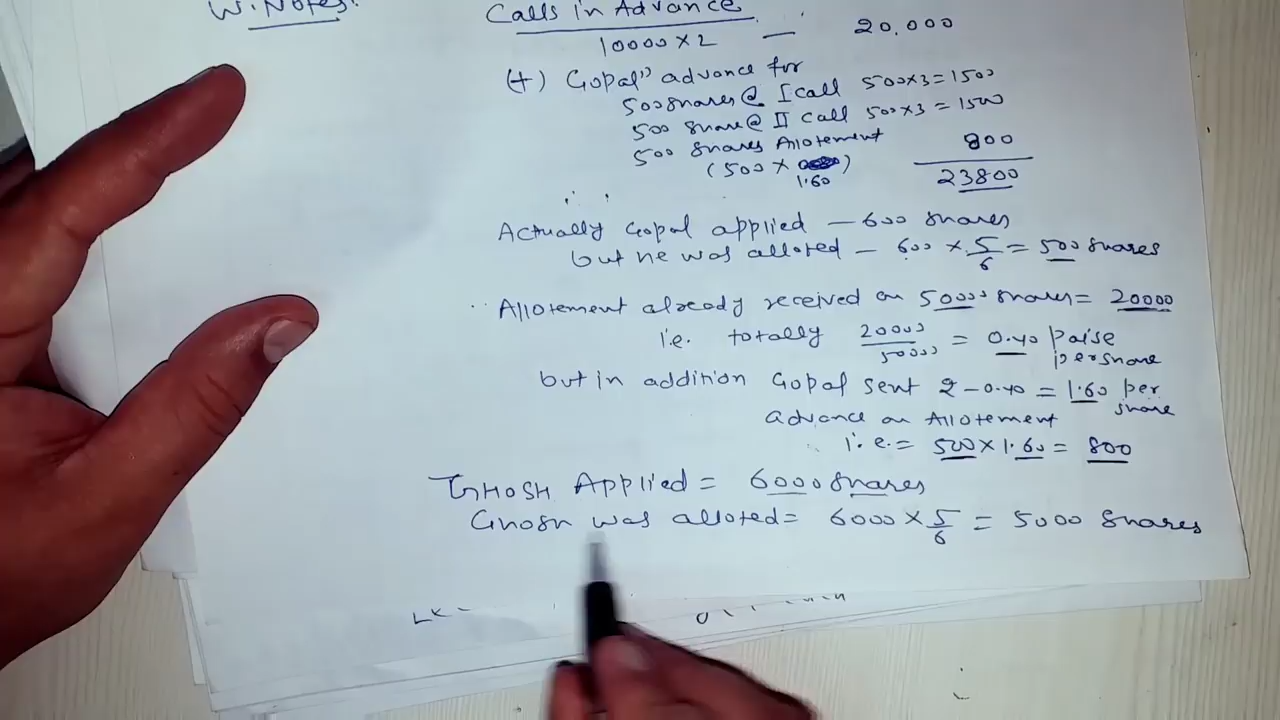 W. Notes:
Calls in Advance
10000 × 2 — 20,000
(+) Gopal's advance for
500 shares @ I call 500×3 = 1500
500 share @ II call 500×3 = 1500
500 shares Allotement 800
(500 × 1.60)
23800
Actually Gopal applied — 600 shares
but he was alloted — 600 × 5/6 = 500 shares
Allotement already received on 50000 shares = 20000
i.e. totally 20000/50000 = 0.40 paise per share
but in addition Gopal sent 2 – 0.40 = 1.60 per share
advance on Allotement
i.e. = 500 × 1.60 = 800
GHOSH Applied = 6000 shares
Ghosh was alloted = 6000 × 5/6 = 5000 shares